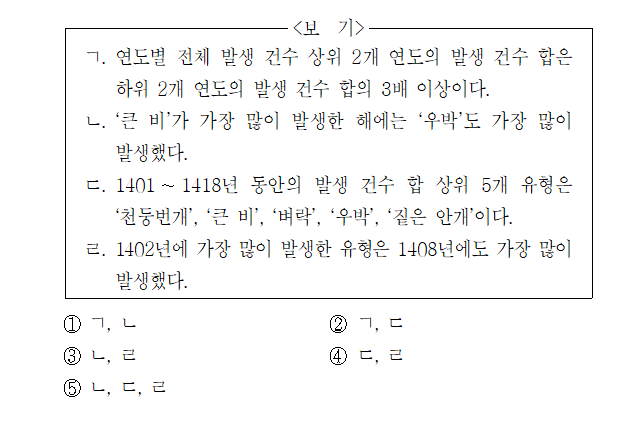 <보 기>
ㄱ. 연도별 전체 발생 건수 상위 2개 연도의 발생 건수 합은
하위 2개 연도의 발생 건수 합의 3배 이상이다.
ㄴ. ‘큰 비’가 가장 많이 발생한 해에는 ‘우박’도 가장 많이
발생했다.
ㄷ. 1401 ~ 1418년 동안의 발생 건수 합 상위 5개 유형은
‘천둥번개’, ‘큰 비’, ‘벼락’, ‘우박’, ‘짙은 안개’이다.
ㄹ. 1402년에 가장 많이 발생한 유형은 1408년에도 가장 많이
발생했다.
① ㄱ, ㄴ ② ㄱ, ㄷ
③ ㄴ, ㄹ ④ ㄷ, ㄹ
⑤ ㄴ, ㄷ, ㄹ